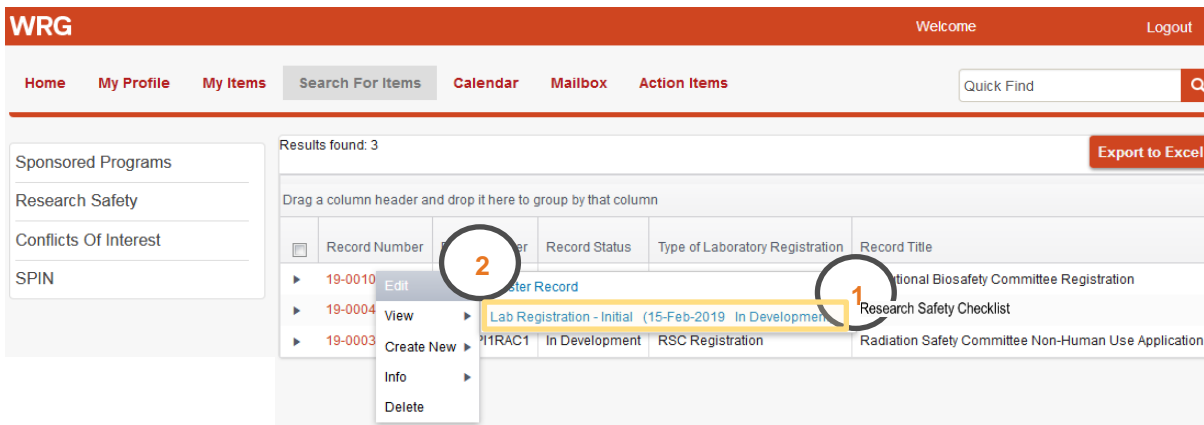 WRG Welcome Logout
Home My Profile My Items Search For Items Calendar Mailbox Action Items Quick Find
Sponsored Programs
Research Safety
Conflicts Of Interest
SPIN
Results found: 3
Export to Excel
Drag a column header and drop it here to group by that column
Record Number Record Status Type of Laboratory Registration Record Title
19-0010 Biosafety Committee Registration
19-0004 Research Safety Checklist
19-0003 PI1RAC1 In Development RSC Registration Radiation Safety Committee Non-Human Use Application
Edit
View
Create New
Info
Delete
2
Record
Lab Registration - Initial (15-Feb-2019 In Development
1